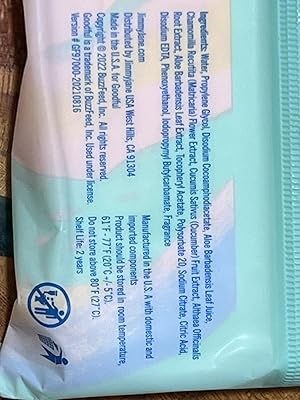 Ingredients: Water, Propylene Glycol, Disodium Cocoamphodiacetate, Aloe Barbadensis Leaf Juice,
Chamomilla Recutita (Matricaria) Flower Extract, Cucumis Sativus (Cucumber) Fruit Extract, Althaea Officinalis
Root Extract, Aloe Barbadensis Leaf Extract, Tocopheryl Acetate, Polysorbate 20, Sodium Citrate, Citric Acid,
Disodium EDTA, Phenoxyethanol, Iodopropynyl Butylcarbamate, Fragrance
Jimmyjane.com
Distributed by Jimmyjane USA West Hills, CA 91304
Made in the U.S.A for Goodful
Copyright © 2022 BuzzFeed, Inc. All rights reserved.
Goodful is a trademark of BuzzFeed, Inc. Used under license.
Version # GF97000-20210816
Manufactured in the U.S. A with domestic and
imported components
Product should be stored in room temperature,
61°F - 77°F (20°C +/- 5°C).
Do not store above 80°F (27°C).
Shelf Life: 2 years